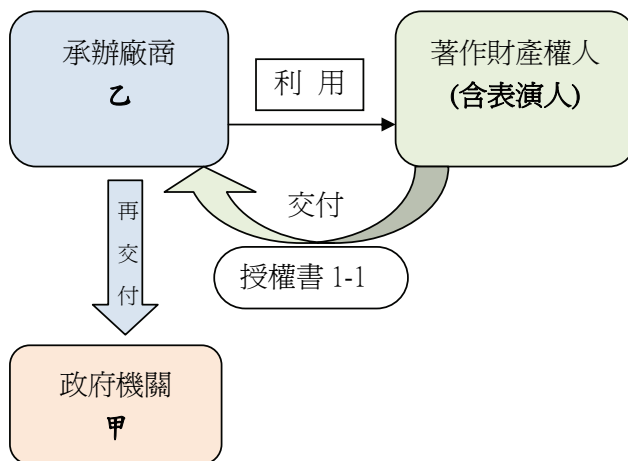 承辦廠商
乙
利 用
著作財產權人
(含表演人)
交付
授權書 1-1
再
交
付
政府機關
甲